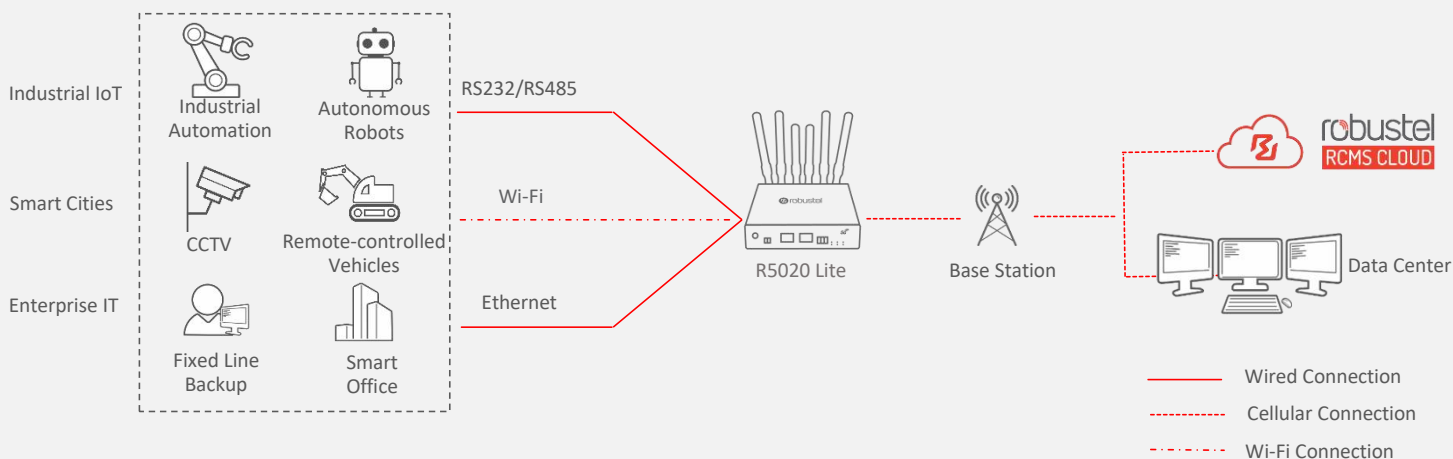 Industrial IoT
Industrial
Automation
Autonomous
Robots
RS232/RS485
Smart Cities
CCTV
Remote-controlled
Vehicles
Wi-Fi
Enterprise IT
Fixed Line
Backup
Smart
Office
Ethernet
robustel
R5020 Lite
Base Station
robustel
RCMS CLOUD
Data Center
Wired Connection
Cellular Connection
Wi-Fi Connection